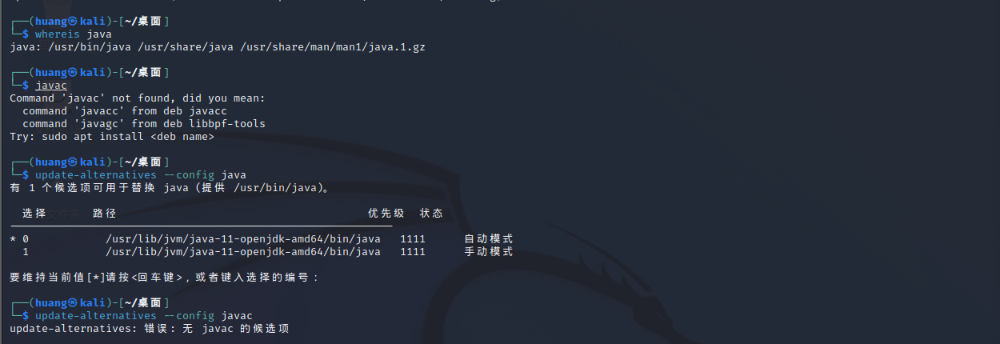 ┌──(huang㉿kali)-[~/桌面]
└─$ whereis java
java: /usr/bin/java /usr/share/java /usr/share/man/man1/java.1.gz
┌──(huang㉿kali)-[~/桌面]
└─$ javac
Command 'javac' not found, did you mean:
  command 'javacc' from deb javacc
  command 'javagc' from deb libbpf-tools
Try: sudo apt install <deb name>
┌──(huang㉿kali)-[~/桌面]
└─$ update-alternatives --config java
有 1 个候选项可用于替换 java (提供 /usr/bin/java)。
  选择 路径 优先级 状态
* 0 /usr/lib/jvm/java-11-openjdk-amd64/bin/java 1111 自动模式
  1 /usr/lib/jvm/java-11-openjdk-amd64/bin/java 1111 手动模式
要维持当前值[*]请按<回车键>，或者键入选择的编号：
┌──(huang㉿kali)-[~/桌面]
└─$ update-alternatives --config javac
update-alternatives: 错误: 无 javac 的候选项